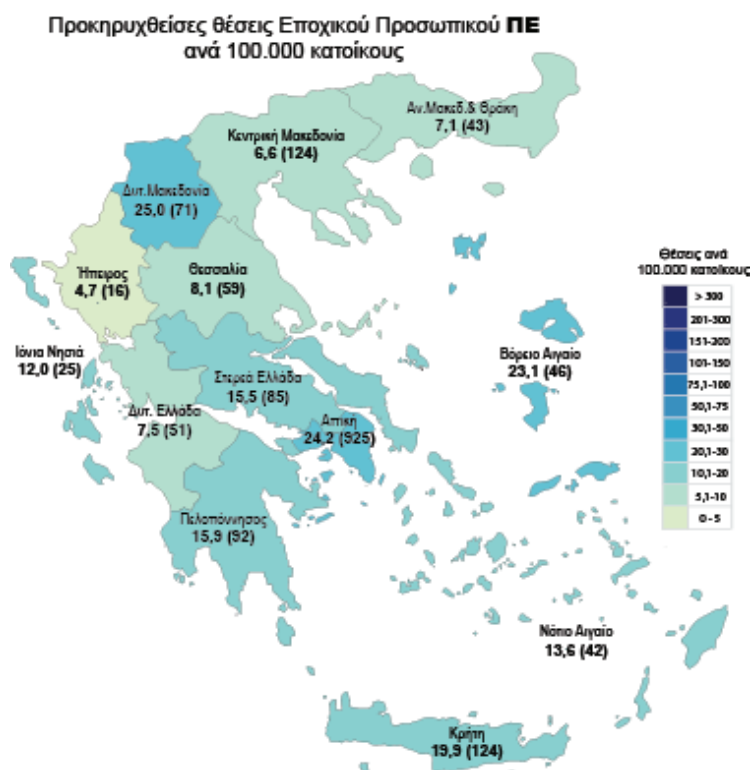 Προκηρυχθείσες θέσεις Εποχικού Προσωπικού ΠΕ
ανά 100.000 κατοίκους
Αν.Μακεδ.& Θράκη
7,1 (43)
Κεντρική Μακεδονία
6,6 (124)
Δυτ.Μακεδονία
25,0 (71)
Ήπειρος
4,7 (16)
Θεσσαλία
8,1 (59)
Ιόνια Νησιά
12,0 (25)
Στερεά Ελλάδα
15,5 (85)
Δυτ. Ελλάδα
7,5 (51)
Αττική
24,2 (925)
Πελοπόννησος
15,9 (92)
Βόρειο Αιγαίο
23,1 (46)
Νότιο Αιγαίο
13,6 (42)
Κρήτη
19,9 (124)
Θέσεις ανά
100.000 κατοίκους
> 300
201-300
151-200
101-150
75,1-100
50,1-75
30,1-50
20,1-30
10,1-20
5,1-10
0-5